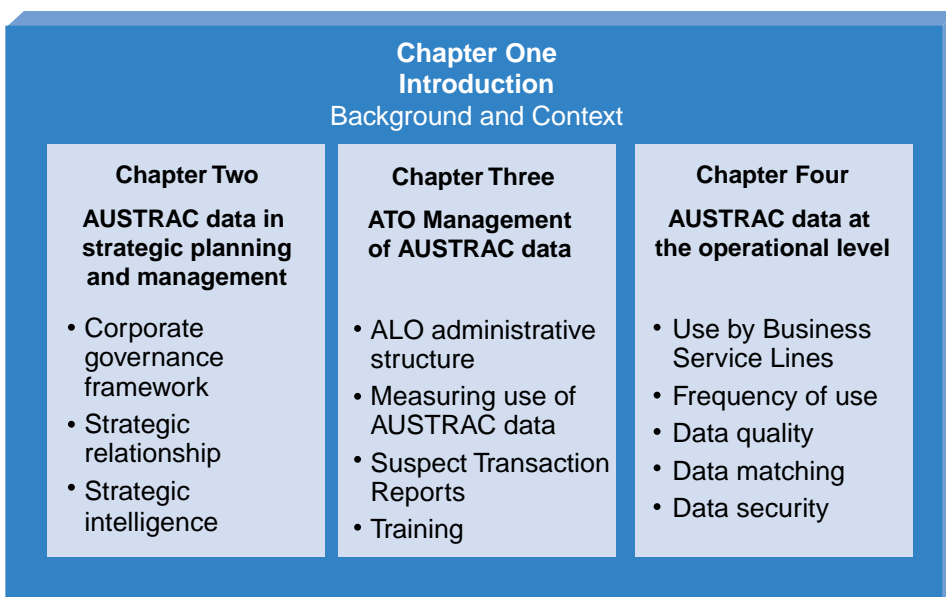 Chapter One
Introduction
Background and Context
Chapter Two
AUSTRAC data in
strategic planning
and management
• Corporate
governance
framework
• Strategic
relationship
• Strategic
intelligence
Chapter Three
ATO Management
of AUSTRAC data
• ALO administrative
structure
• Measuring use of
AUSTRAC data
• Suspect Transaction
Reports
• Training
Chapter Four
AUSTRAC data at
the operational level
• Use by Business
Service Lines
• Frequency of use
• Data quality
• Data matching
• Data security